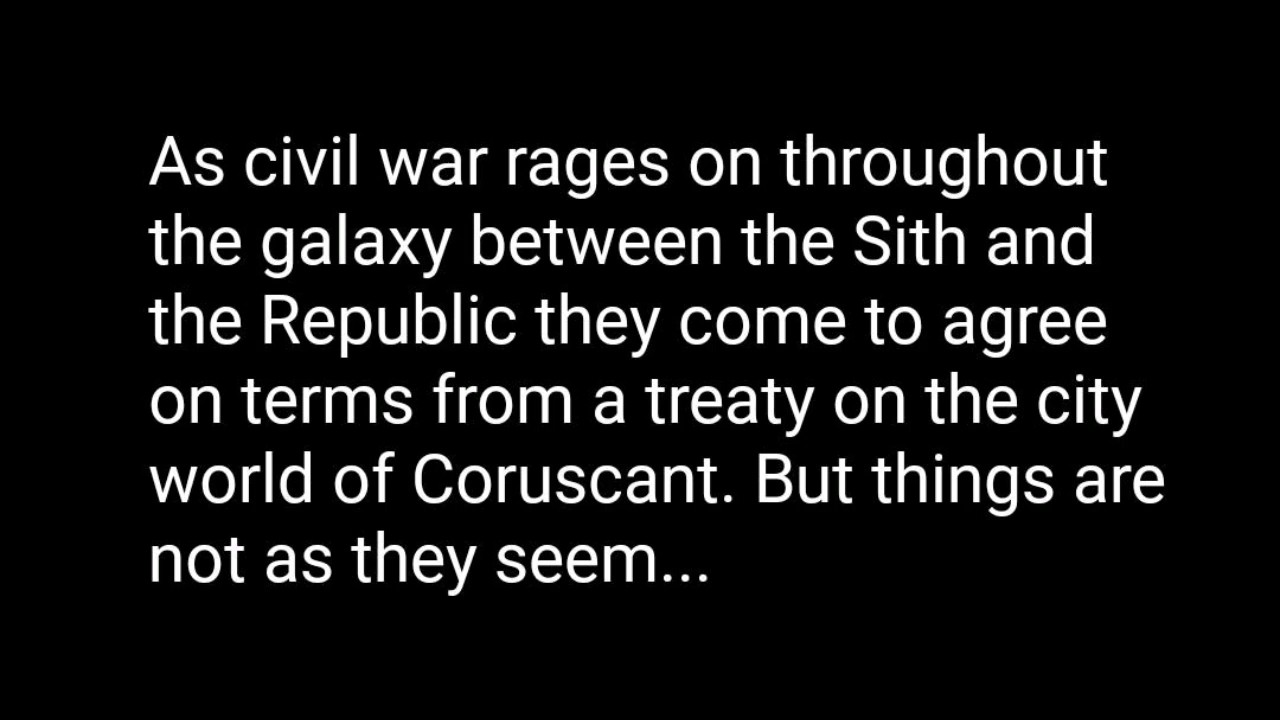 As civil war rages on throughout
the galaxy between the Sith and
the Republic they come to agree
on terms from a treaty on the city
world of Coruscant. But things are
not as they seem...